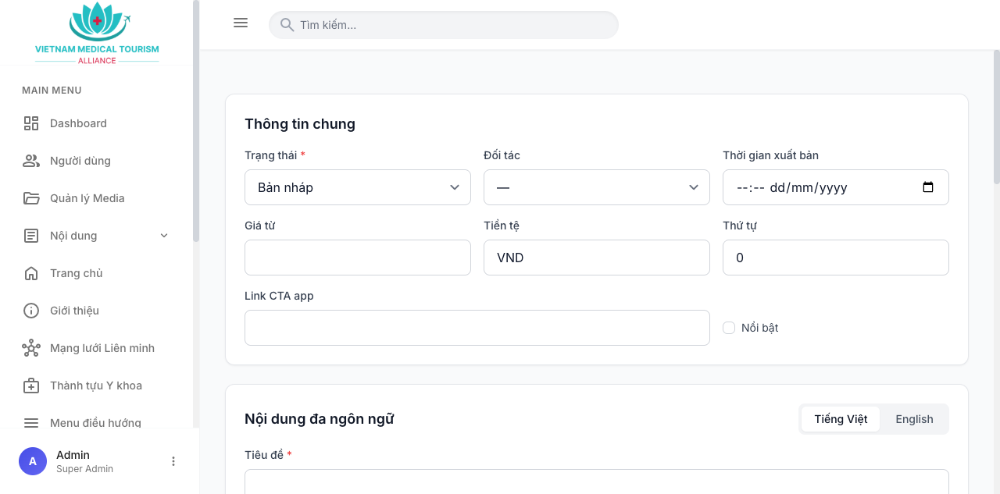 VIETNAM MEDICAL TOURISM
ALLIANCE
MAIN MENU
Dashboard
Người dùng
Quản lý Media
Nội dung
Trang chủ
Giới thiệu
Mạng lưới Liên minh
Thành tựu Y khoa
Menu điều hướng
A
Admin
Super Admin
Tìm kiếm...
Thông tin chung
Trạng thái *
Đối tác
Thời gian xuất bản
Bản nháp
—
--:-- dd/mm/yyyy
Giá từ
Tiền tệ
Thứ tự
VND
0
Link CTA app
Nổi bật
Nội dung đa ngôn ngữ
Tiếng Việt
English
Tiêu đề *